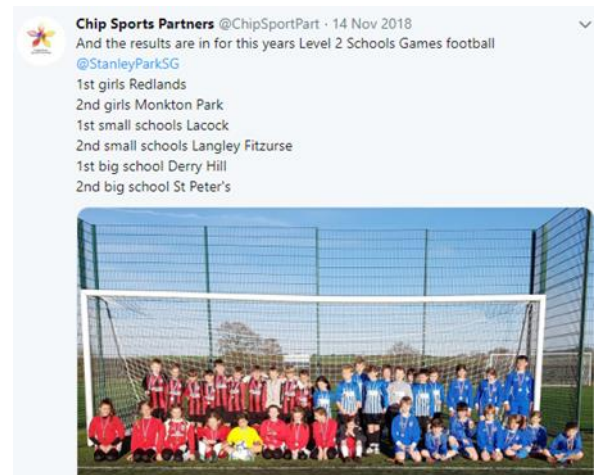 Chip Sports Partners @ChipSportPart · 14 Nov 2018
And the results are in for this years Level 2 Schools Games football
@StanleyParkSG
1st girls Redlands
2nd girls Monkton Park
1st small schools Lacock
2nd small schools Langley Fitzurse
1st big school Derry Hill
2nd big school St Peter's